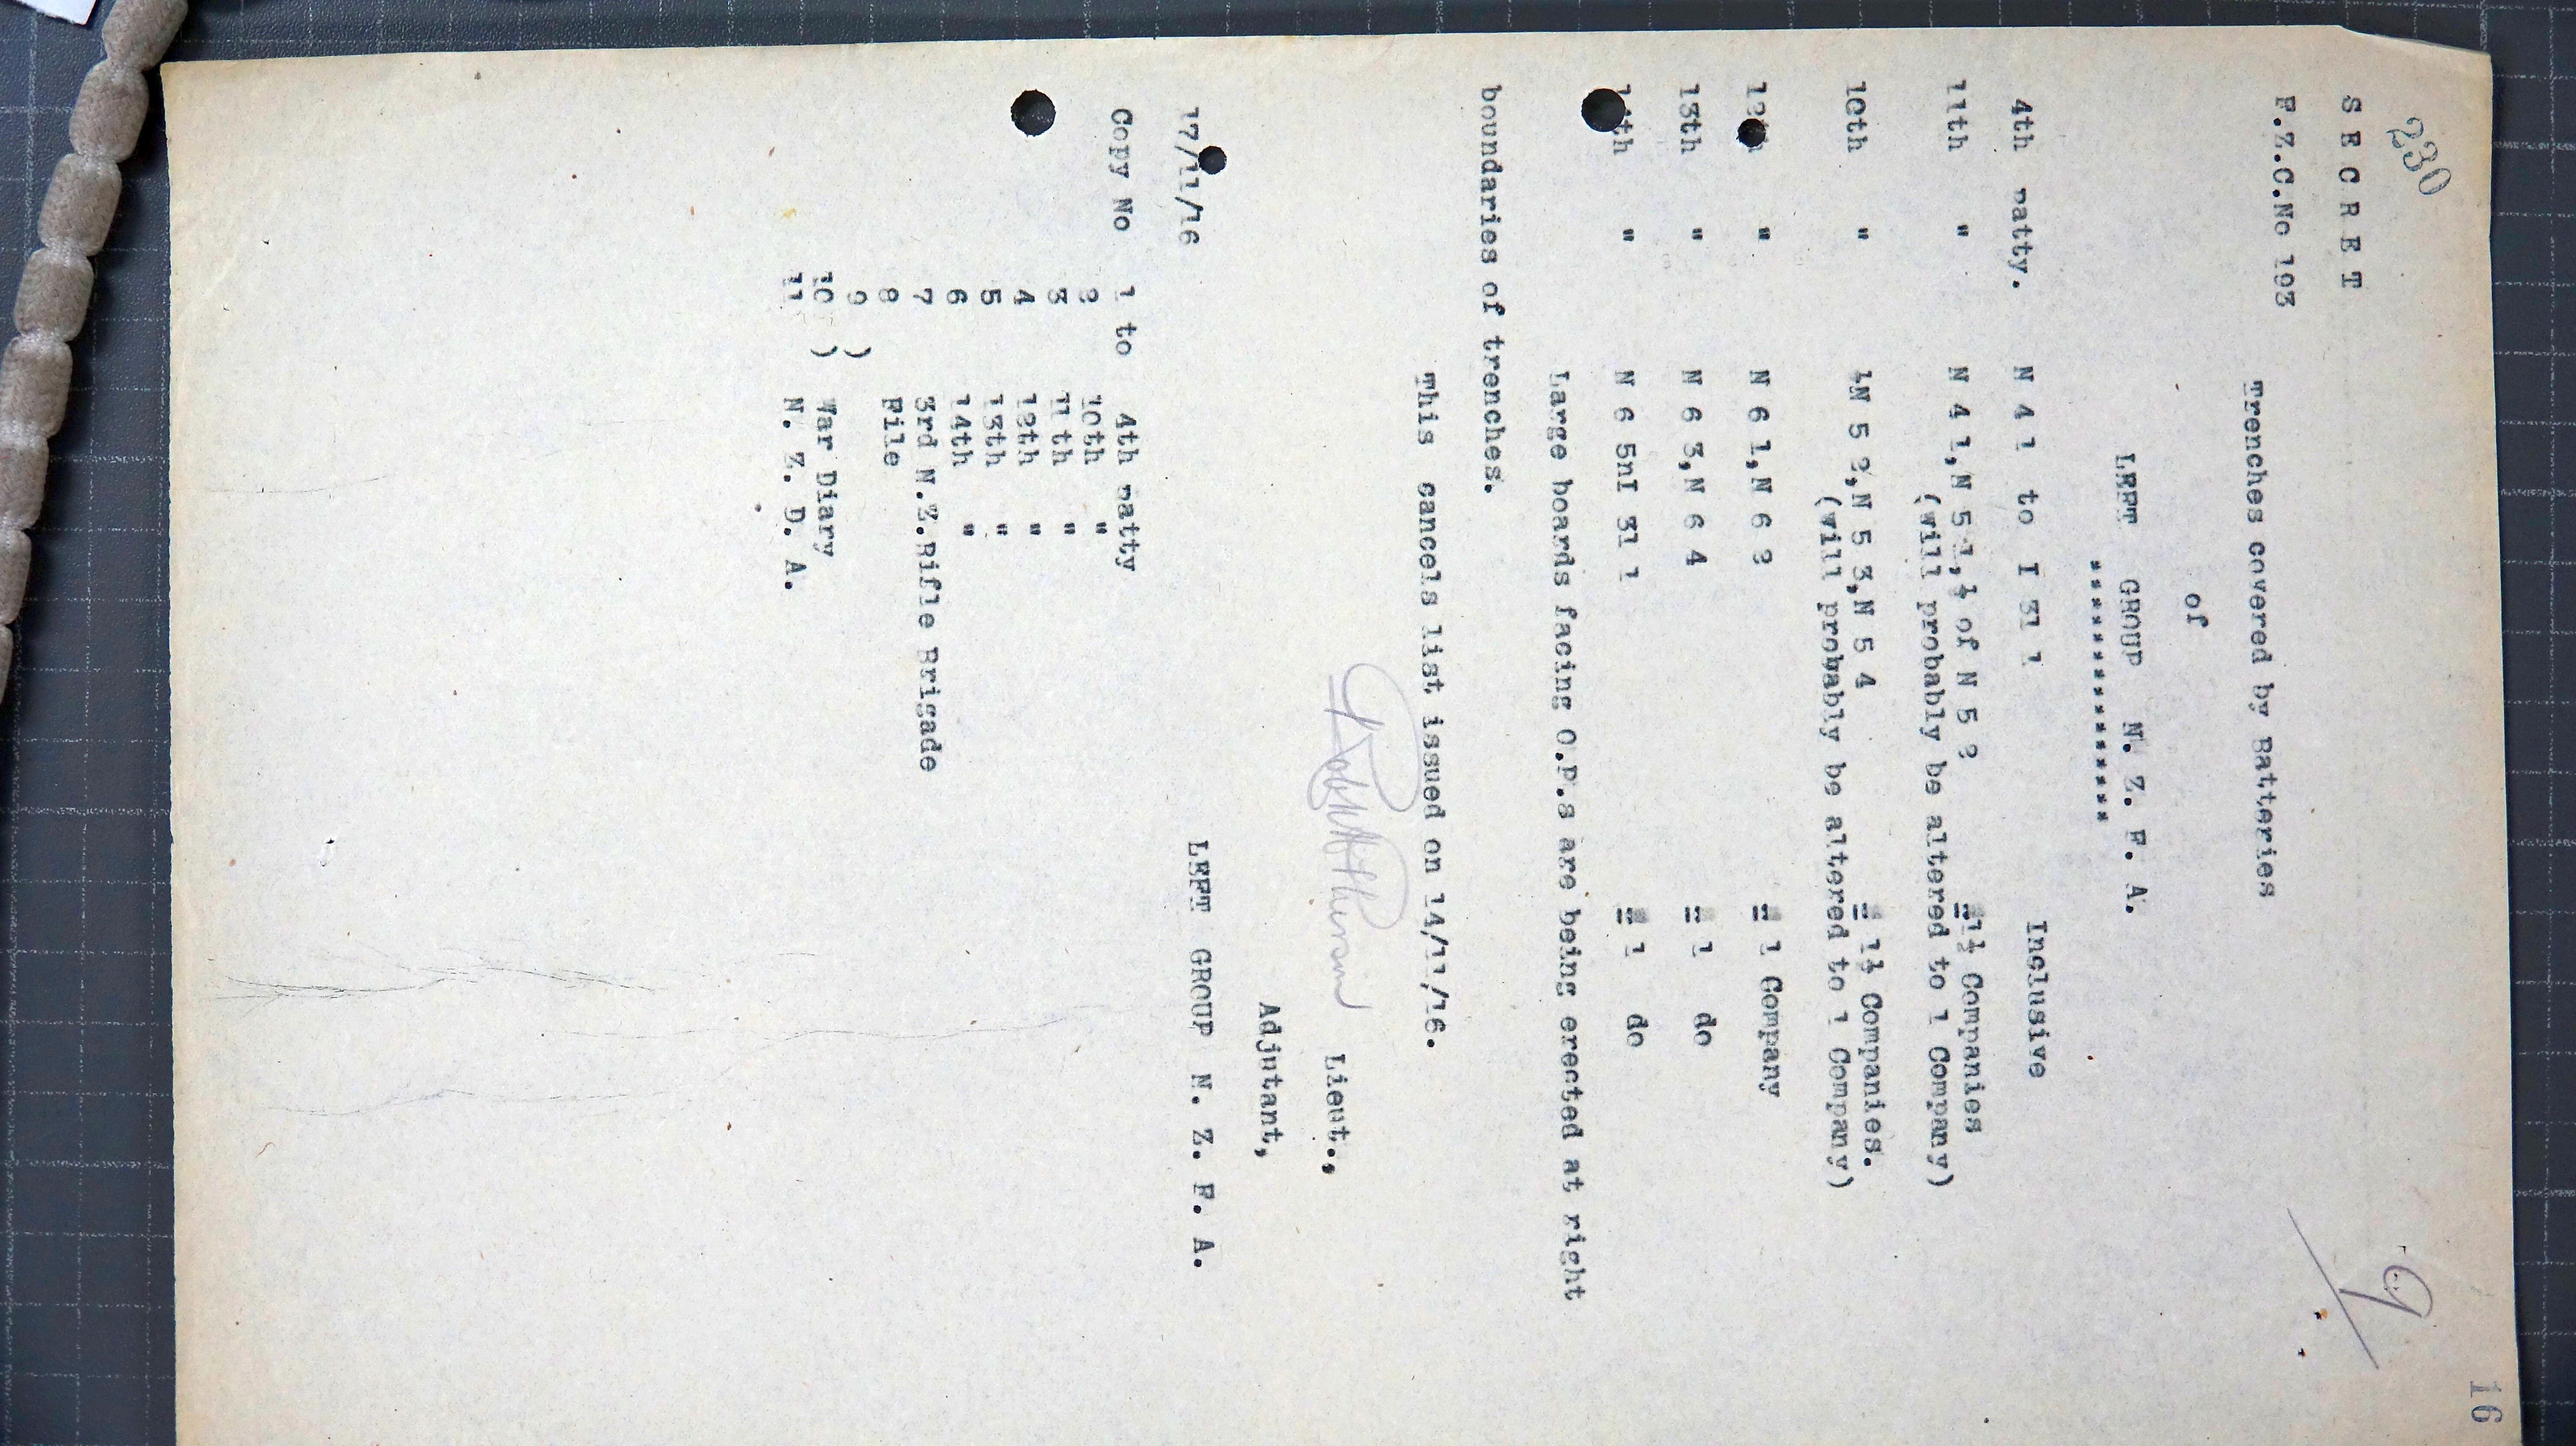 230
16
9
S E C R E T
F.Z.C.No 193
Trenches covered by Batteries
of
LEFT GROUP N. Z. F. A.
**************
4th Batty. N 4 1 to I 31 1 Inclusive
11th " N 4 1,N 5 1,½ of N 5 2 =1½ Companies
(will probably be altered to 1 Company)
10th " ½N 5 2,N 5 3,N 5 4 = 1½ Companies.
(will probably be altered to 1 Company)
12th " N 6 1,N 6 2 = 1 Company
13th " N 6 3,N 6 4 = 1 do
14th " N 6 5nI 31 1 = 1 do
Large boards facing O.P.s are being erected at right
boundaries of trenches.
This cancels list issued on 14/11/16.
Lieut.,
Adjutant,
17/11/16 LEFT GROUP N. Z. F. A.
Copy No 1 to 4th Batty
2 10th "
3 11th "
4 12th "
5 13th "
6 14th "
7 3rd N.Z.Rifle Brigade
8 File
9 )
10 ) War Diary
11 N. Z. D. A.